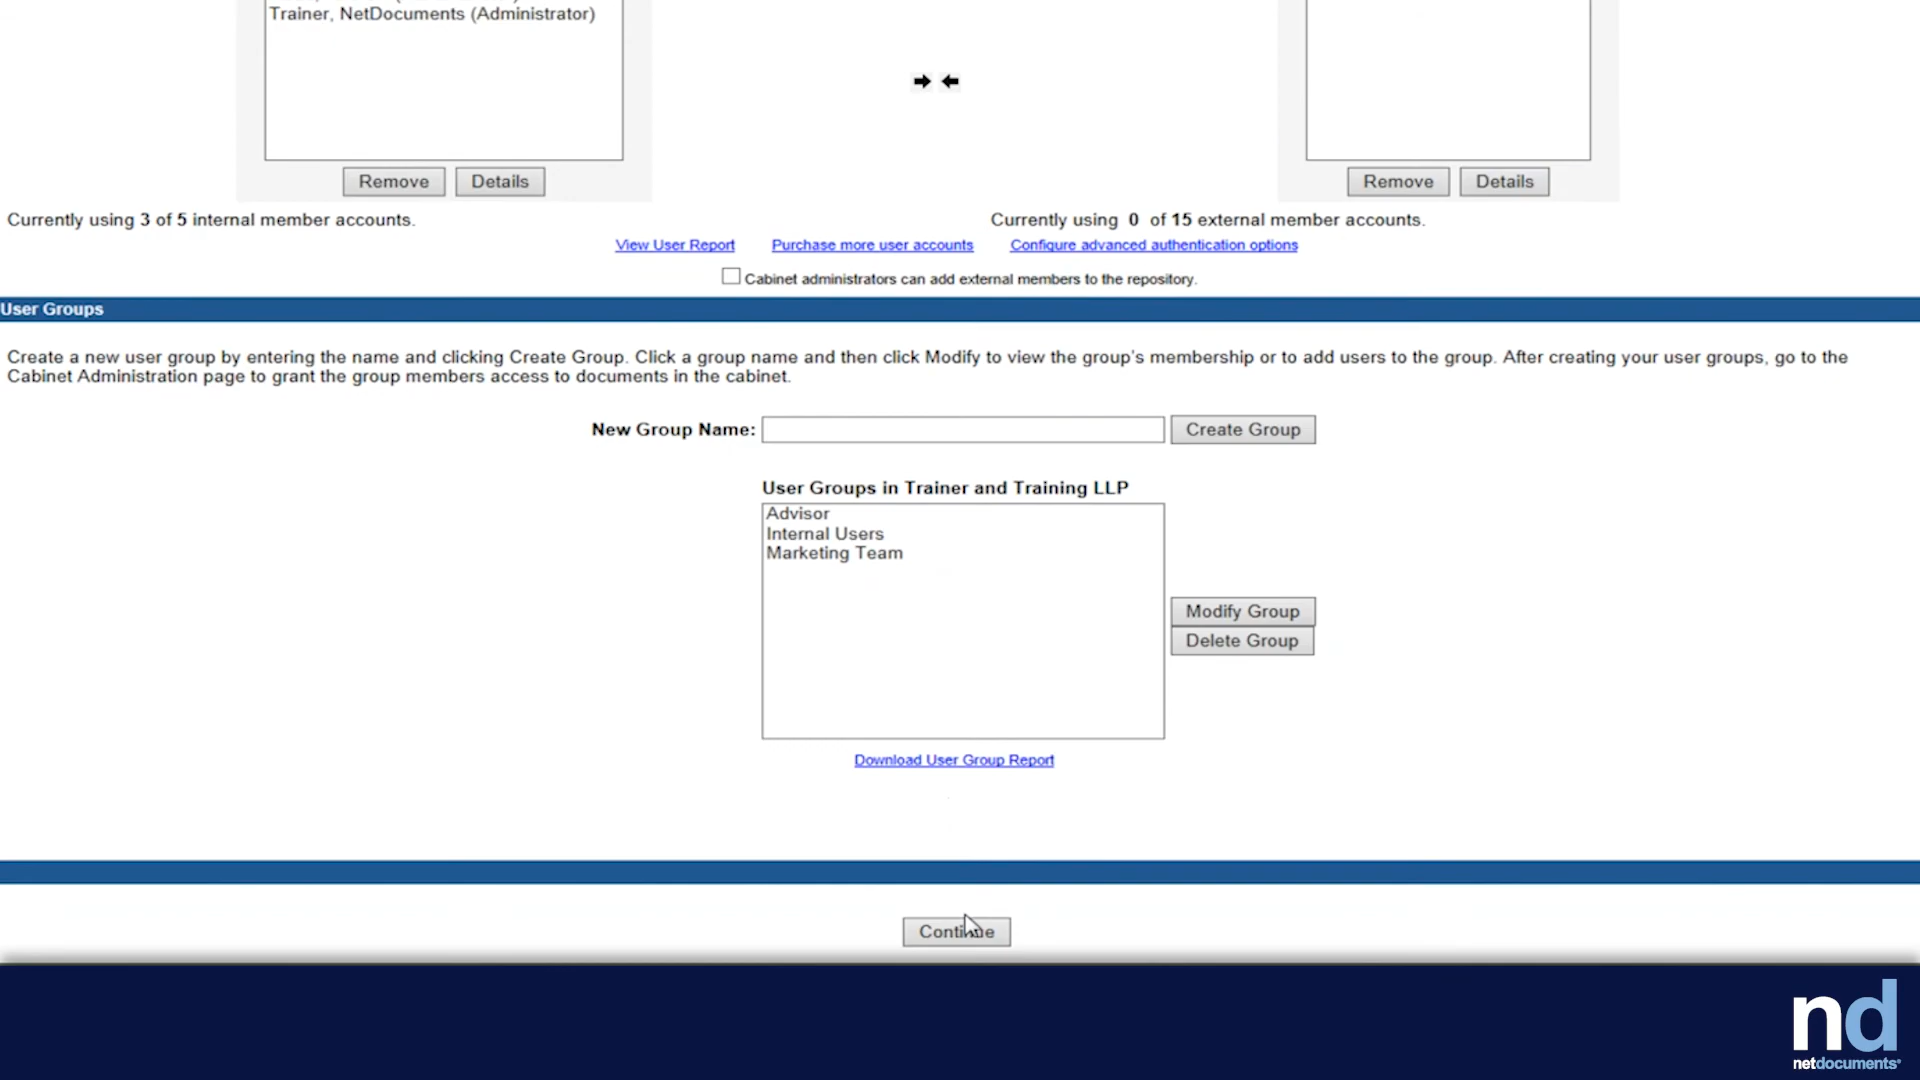 Trainer, NetDocuments (Administrator)
Remove Details
Remove Details
Currently using 3 of 5 internal member accounts.
Currently using 0 of 15 external member accounts.
View User Report Purchase more user accounts Configure advanced authentication options
Cabinet administrators can add external members to the repository.
User Groups
Create a new user group by entering the name and clicking Create Group. Click a group name and then click Modify to view the group's membership or to add users to the group. After creating your user groups, go to the
Cabinet Administration page to grant the group members access to documents in the cabinet.
New Group Name: Create Group
User Groups in Trainer and Training LLP
Advisor
Internal Users
Marketing Team
Modify Group
Delete Group
Download User Group Report
Continue
nd
netdocuments